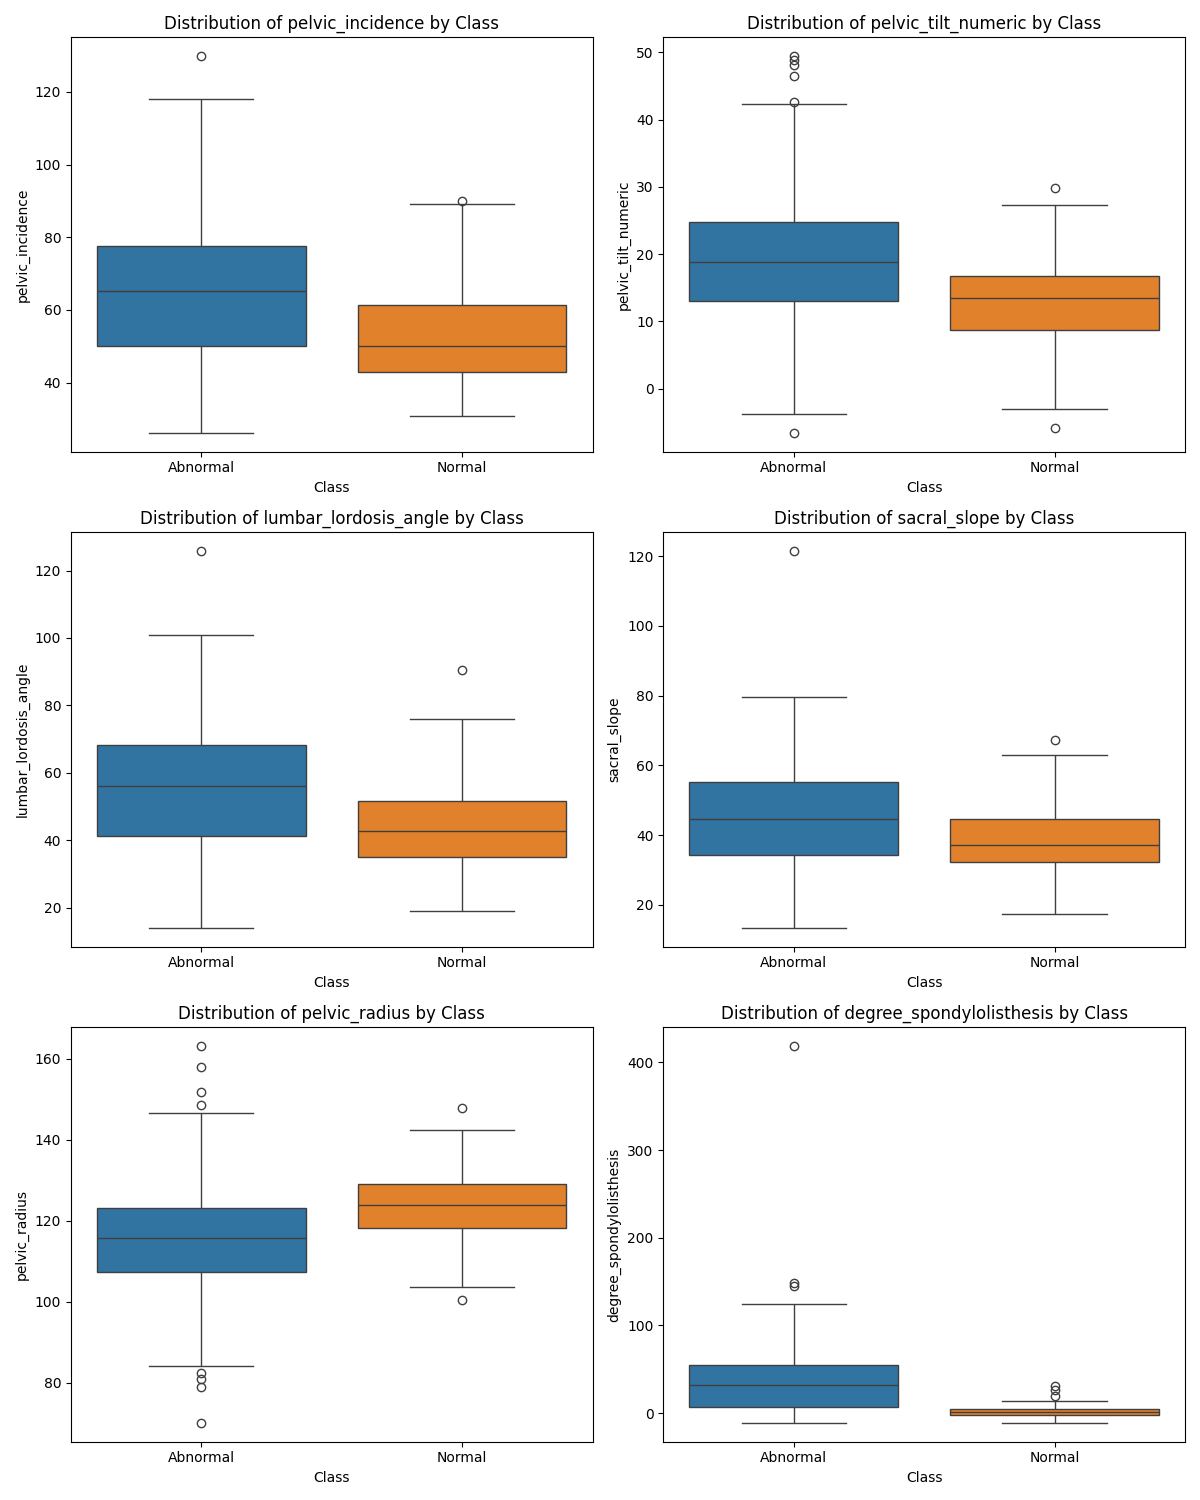 Distribution of pelvic_incidence by Class
pelvic_incidence
120
100
80
60
40
Abnormal
Normal
Class
Distribution of pelvic_tilt_numeric by Class
pelvic_tilt_numeric
50
40
30
20
10
0
Abnormal
Normal
Class
Distribution of lumbar_lordosis_angle by Class
lumbar_lordosis_angle
120
100
80
60
40
20
Abnormal
Normal
Class
Distribution of sacral_slope by Class
sacral_slope
120
100
80
60
40
20
Abnormal
Normal
Class
Distribution of pelvic_radius by Class
pelvic_radius
160
140
120
100
80
Abnormal
Normal
Class
Distribution of degree_spondylolisthesis by Class
degree_spondylolisthesis
400
300
200
100
0
Abnormal
Normal
Class